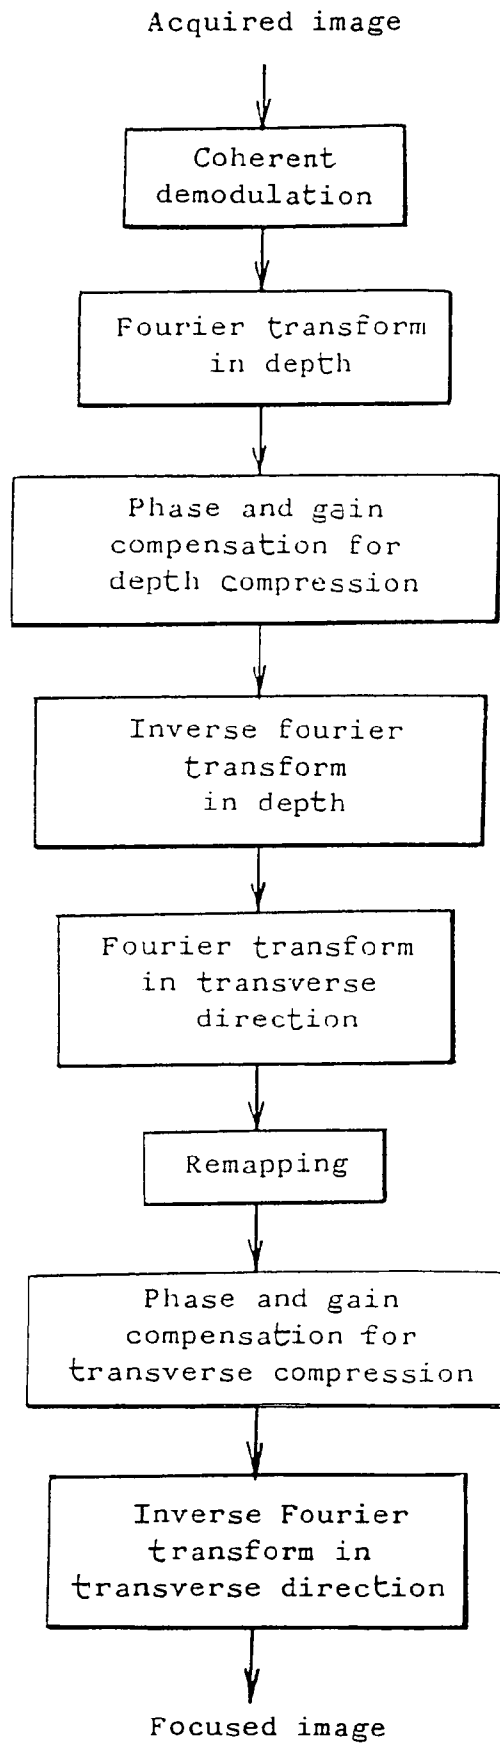 Acquired image
Coherent
demodulation
Fourier transform
in depth
Phase and gain
compensation for
depth compression
Inverse fourier
transform
in depth
Fourier transform
in transverse
direction
Remapping
Phase and gain
compensation for
transverse compression
Inverse Fourier
transform in
transverse direction
Focused image